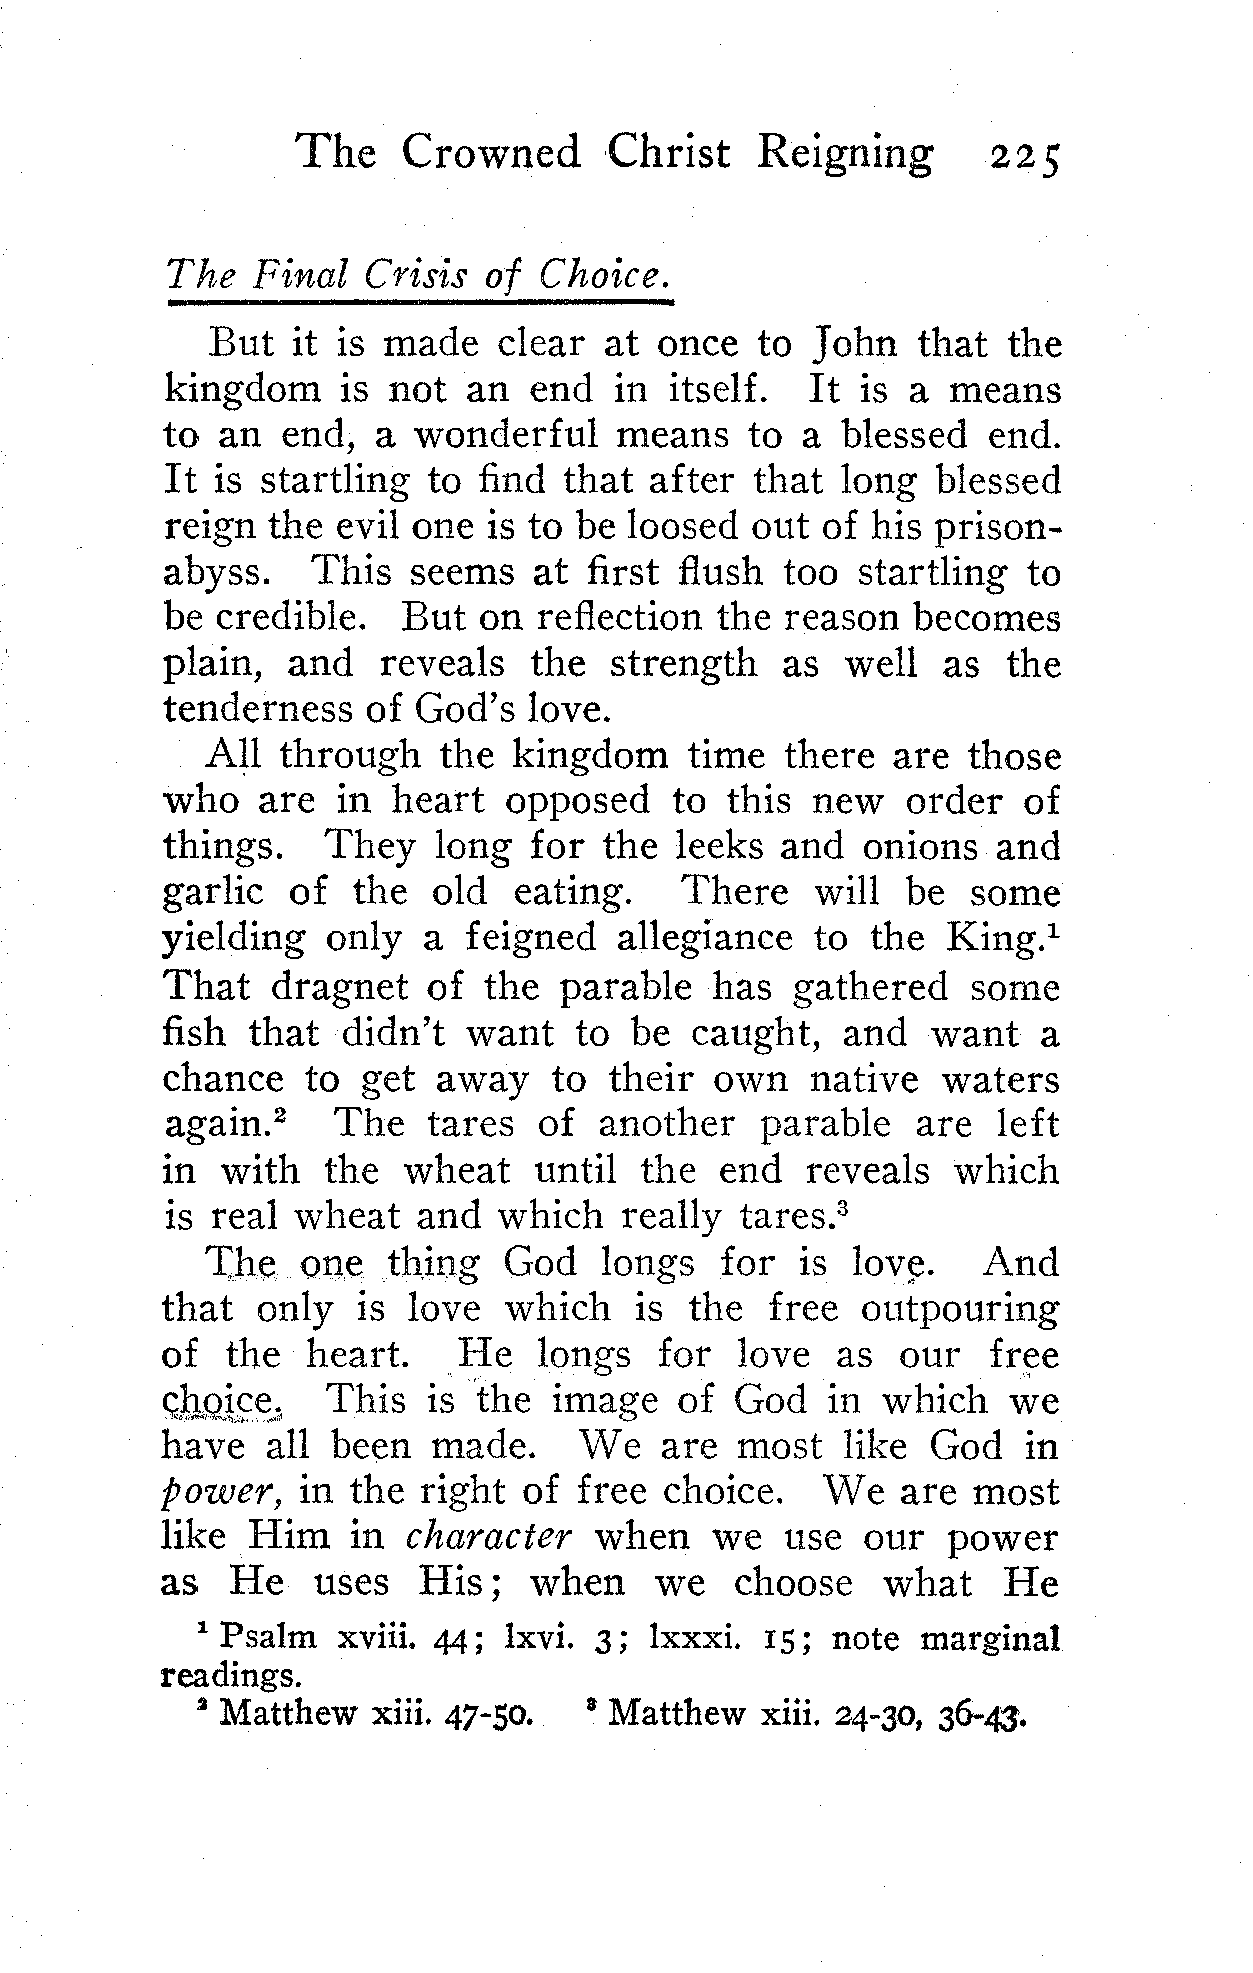 The Crowned Christ Reigning 225
The Final Crisis of Choice.
But it is made clear at once to John that the
kingdom is not an end in itself. It is a means
to an end, a wonderful means to a blessed end.
It is startling to find that after that long blessed
reign the evil one is to be loosed out of his prison-
abyss. This seems at first flush too startling to
be credible. But on reflection the reason becomes
plain, and reveals the strength as well as the
tenderness of God's love.
All through the kingdom time there are those
who are in heart opposed to this new order of
things. They long for the leeks and onions and
garlic of the old eating. There will be some
yielding only a feigned allegiance to the King.¹
That dragnet of the parable has gathered some
fish that didn't want to be caught, and want a
chance to get away to their own native waters
again.² The tares of another parable are left
in with the wheat until the end reveals which
is real wheat and which really tares.³
The one thing God longs for is love. And
that only is love which is the free outpouring
of the heart. He longs for love as our free
choice. This is the image of God in which we
have all been made. We are most like God in
power, in the right of free choice. We are most
like Him in character when we use our power
as He uses His; when we choose what He
¹ Psalm xviii. 44; lxvi. 3; lxxxi. 15; note marginal
readings.
² Matthew xiii. 47-50. ³ Matthew xiii. 24-30, 36-43.